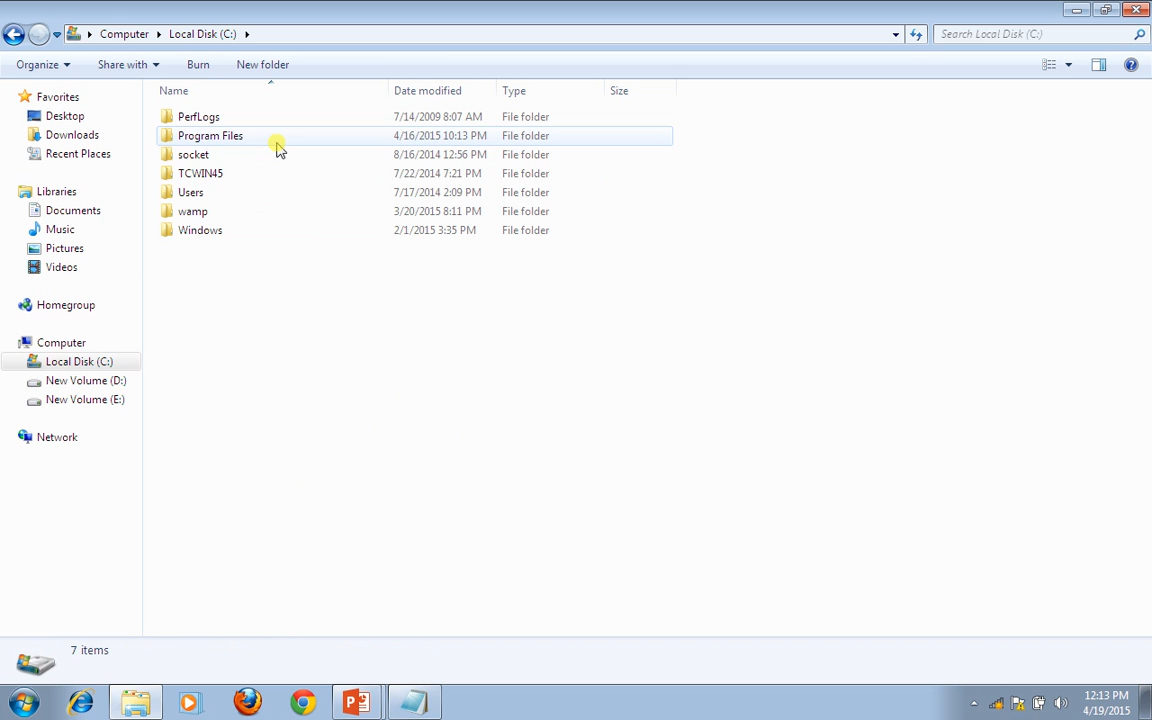 Computer Local Disk (C:) Search Local Disk (C:)
Organize Share with Burn New folder
Name Date modified Type Size
Favorites
Desktop
Downloads
Recent Places
Libraries
Documents
Music
Pictures
Videos
Homegroup
Computer
Local Disk (C:)
New Volume (D:)
New Volume (E:)
Network
PerfLogs 7/14/2009 8:07 AM File folder
Program Files 4/16/2015 10:13 PM File folder
socket 8/16/2014 12:56 PM File folder
TCWIN45 7/22/2014 7:21 PM File folder
Users 7/17/2014 2:09 PM File folder
wamp 3/20/2015 8:11 PM File folder
Windows 2/1/2015 3:35 PM File folder
7 items
12:13 PM
4/19/2015